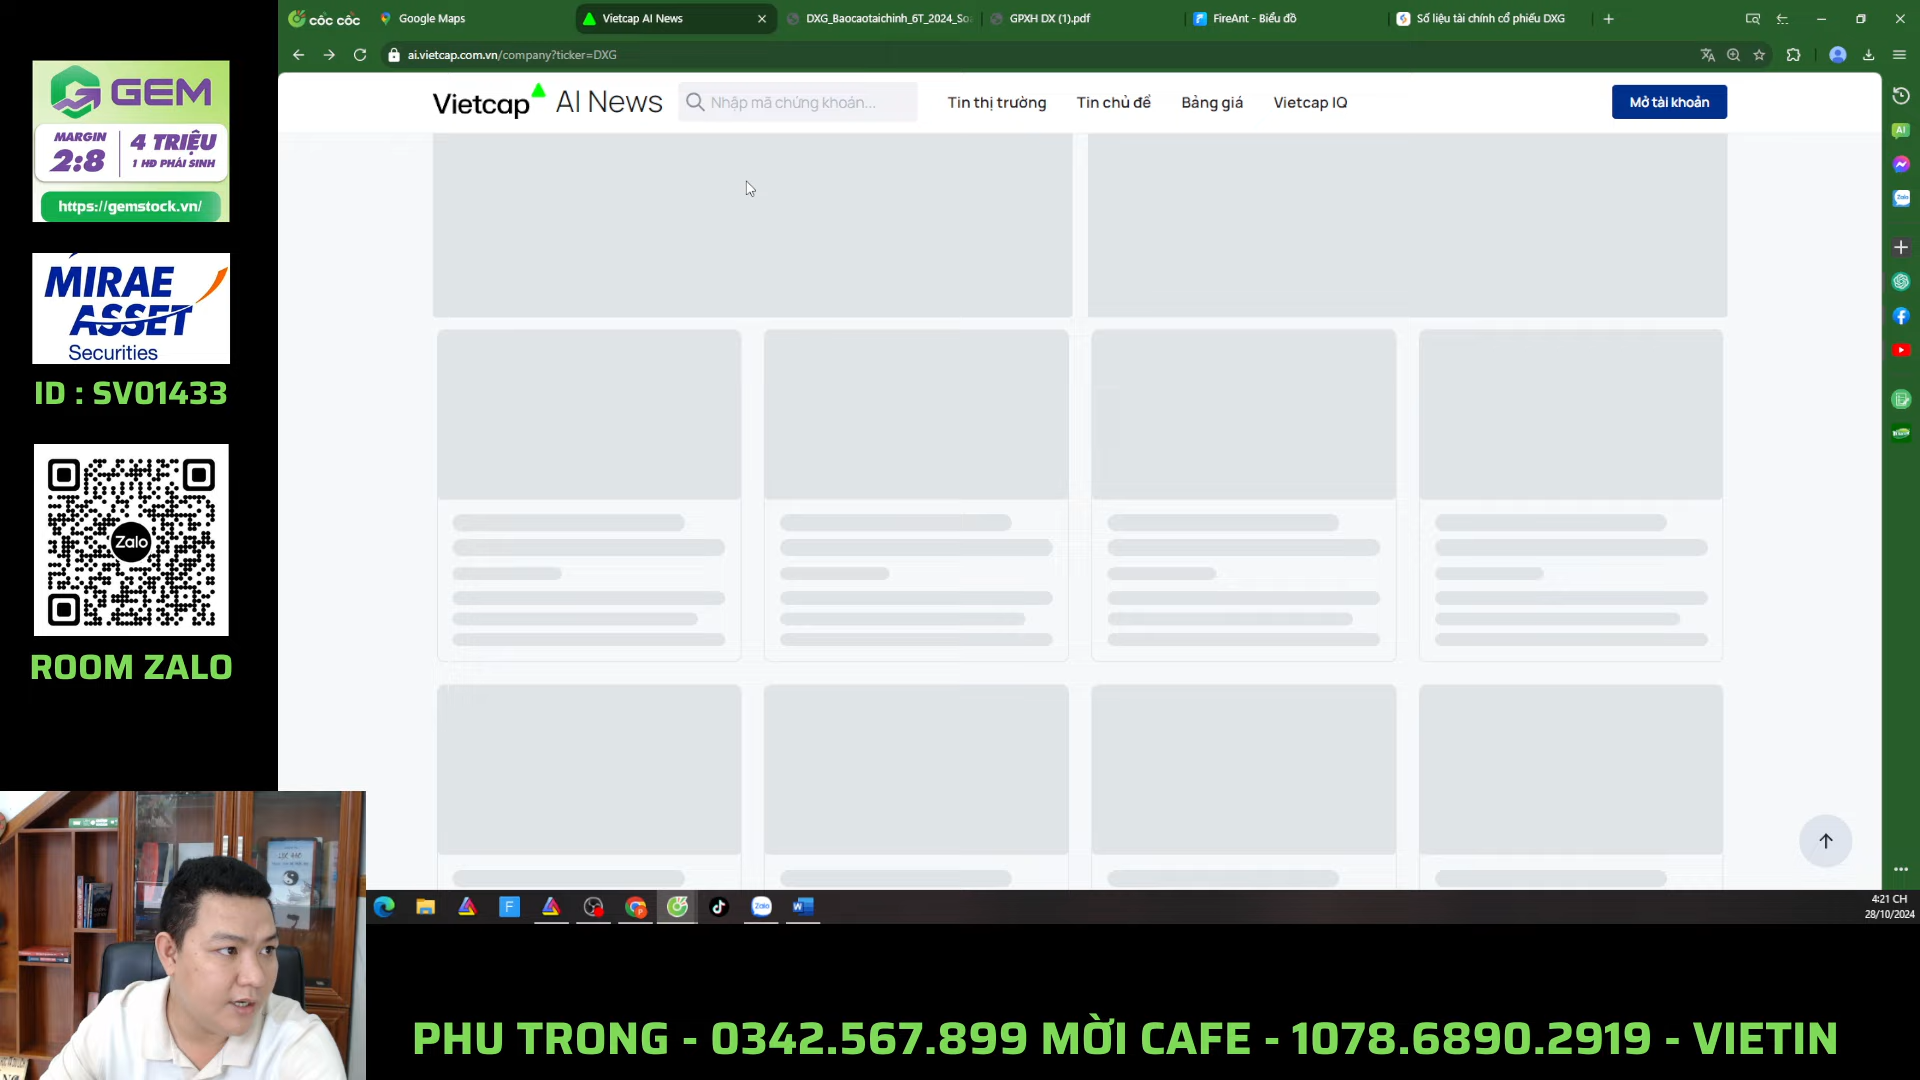 cốc cốc
Google Maps
Vietcap AI News
DXG_Baocaotaichinh_6T_2024_So
GPXH DX (1).pdf
FireAnt - Biểu đồ
Số liệu tài chính cổ phiếu DXG
ai.vietcap.com.vn/company?ticker=DXG
Vietcap AI News
Nhập mã chứng khoán...
Tin thị trường
Tin chủ đề
Bảng giá
Vietcap IQ
Mở tài khoản
GEM
MARGIN
2:8
4 TRIỆU
1 HĐ PHÁI SINH
https://gemstock.vn/
MIRAE ASSET
Securities
ID : SV01433
Zalo
ROOM ZALO
4:21 CH
28/10/2024
PHU TRONG - 0342.567.899 MỜI CAFE - 1078.6890.2919 - VIETIN